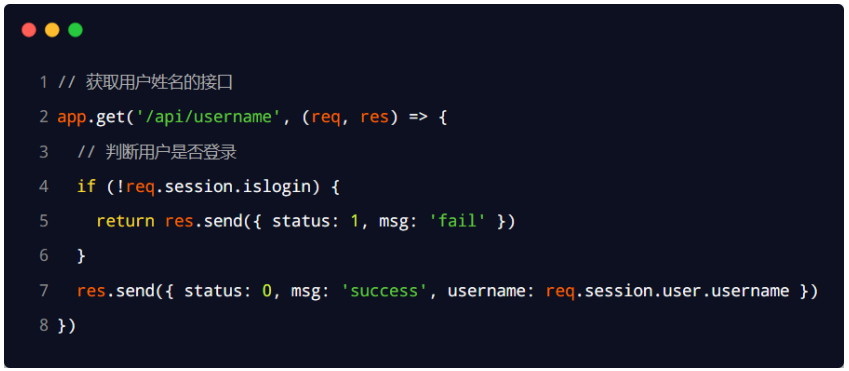 1 // 获取用户姓名的接口
2 app.get('/api/username', (req, res) => {
3 // 判断用户是否登录
4 if (!req.session.islogin) {
5 return res.send({ status: 1, msg: 'fail' })
6 }
7 res.send({ status: 0, msg: 'success', username: req.session.user.username })
8 })